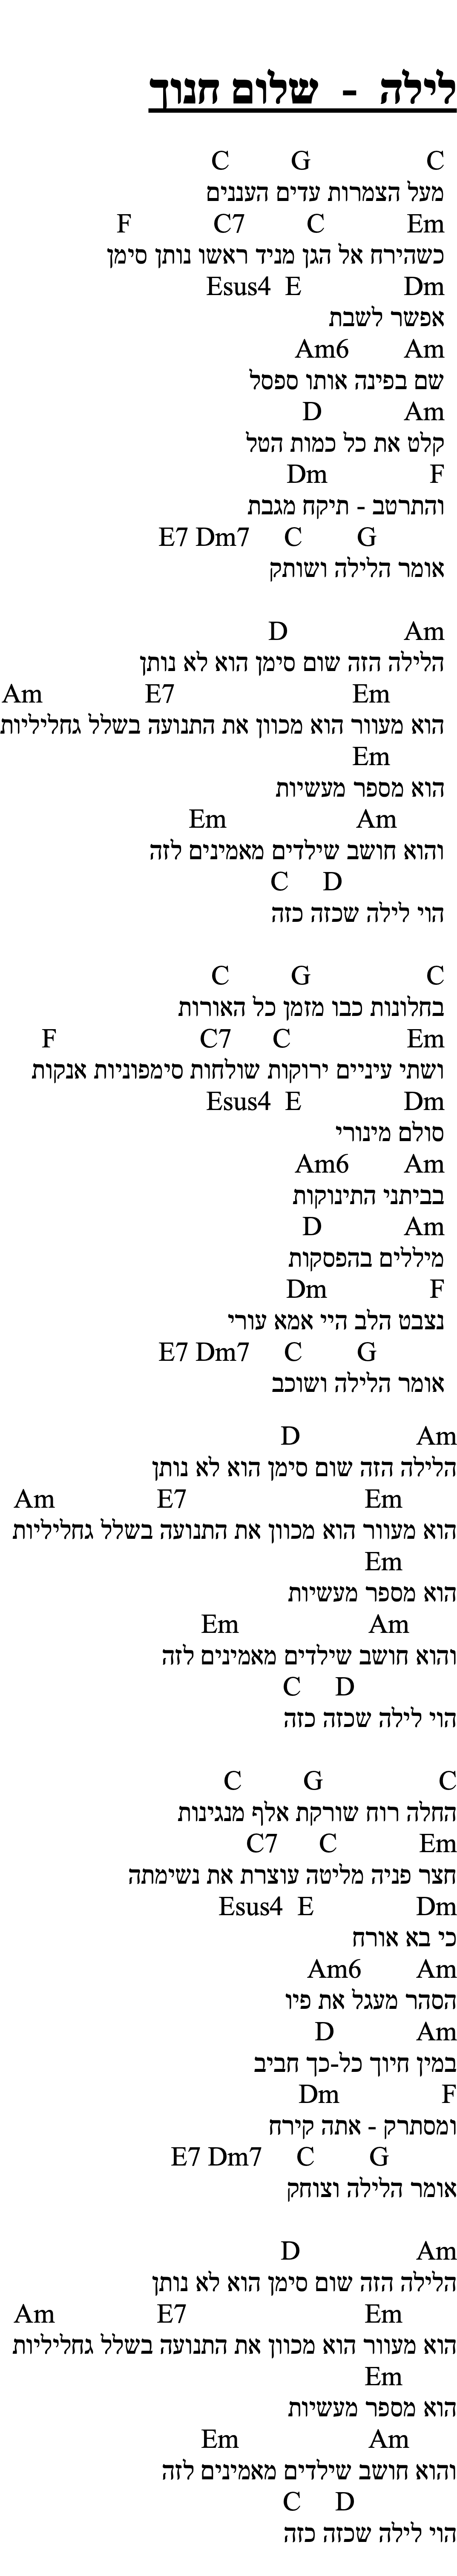 לילה - שלום חנוך
C G C
מעל הצמרות עדים העננים
F C7 C Em
כשהירח אל הגן מניד ראשו נותן סימן
Esus4 E Dm
אפשר לשבת
Am6 Am
שם בפינה אותו ספסל
D Am
קלט את כל כמות הטל
Dm F
והתרטב - תיקח מגבת
E7 Dm7 C G
אומר הלילה ושותק
D Am
הלילה הזה שום סימן הוא לא נותן
Am E7 Em
הוא מעוור הוא מכוון את התנועה בשלל גחליליות
Em
הוא מספר מעשיות
Em Am
והוא חושב שילדים מאמינים לזה
C D
הוי לילה שכזה כזה
C G C
בחלונות כבו מזמן כל האורות
F C7 C Em
ושתי עיניים ירוקות שולחות סימפוניות אנקות
Esus4 E Dm
סולם מינורי
Am6 Am
בביתני התינוקות
D Am
מיללים בהפסקות
Dm F
נצבט הלב היי אמא עורי
E7 Dm7 C G
אומר הלילה ושוכב
D Am
הלילה הזה שום סימן הוא לא נותן
Am E7 Em
הוא מעוור הוא מכוון את התנועה בשלל גחליליות
Em
הוא מספר מעשיות
Em Am
והוא חושב שילדים מאמינים לזה
C D
הוי לילה שכזה כזה
C G C
החלה רוח שורקת אלף מנגינות
C7 C Em
חצר פניה מליטה עוצרת את נשימתה
Esus4 E Dm
כי בא אורח
Am6 Am
הסהר מעגל את פיו
D Am
במין חיוך כל-כך חביב
Dm F
ומסתרק - אתה קירח
E7 Dm7 C G
אומר הלילה וצוחק
D Am
הלילה הזה שום סימן הוא לא נותן
Am E7 Em
הוא מעוור הוא מכוון את התנועה בשלל גחליליות
Em
הוא מספר מעשיות
Em Am
והוא חושב שילדים מאמינים לזה
C D
הוי לילה שכזה כזה